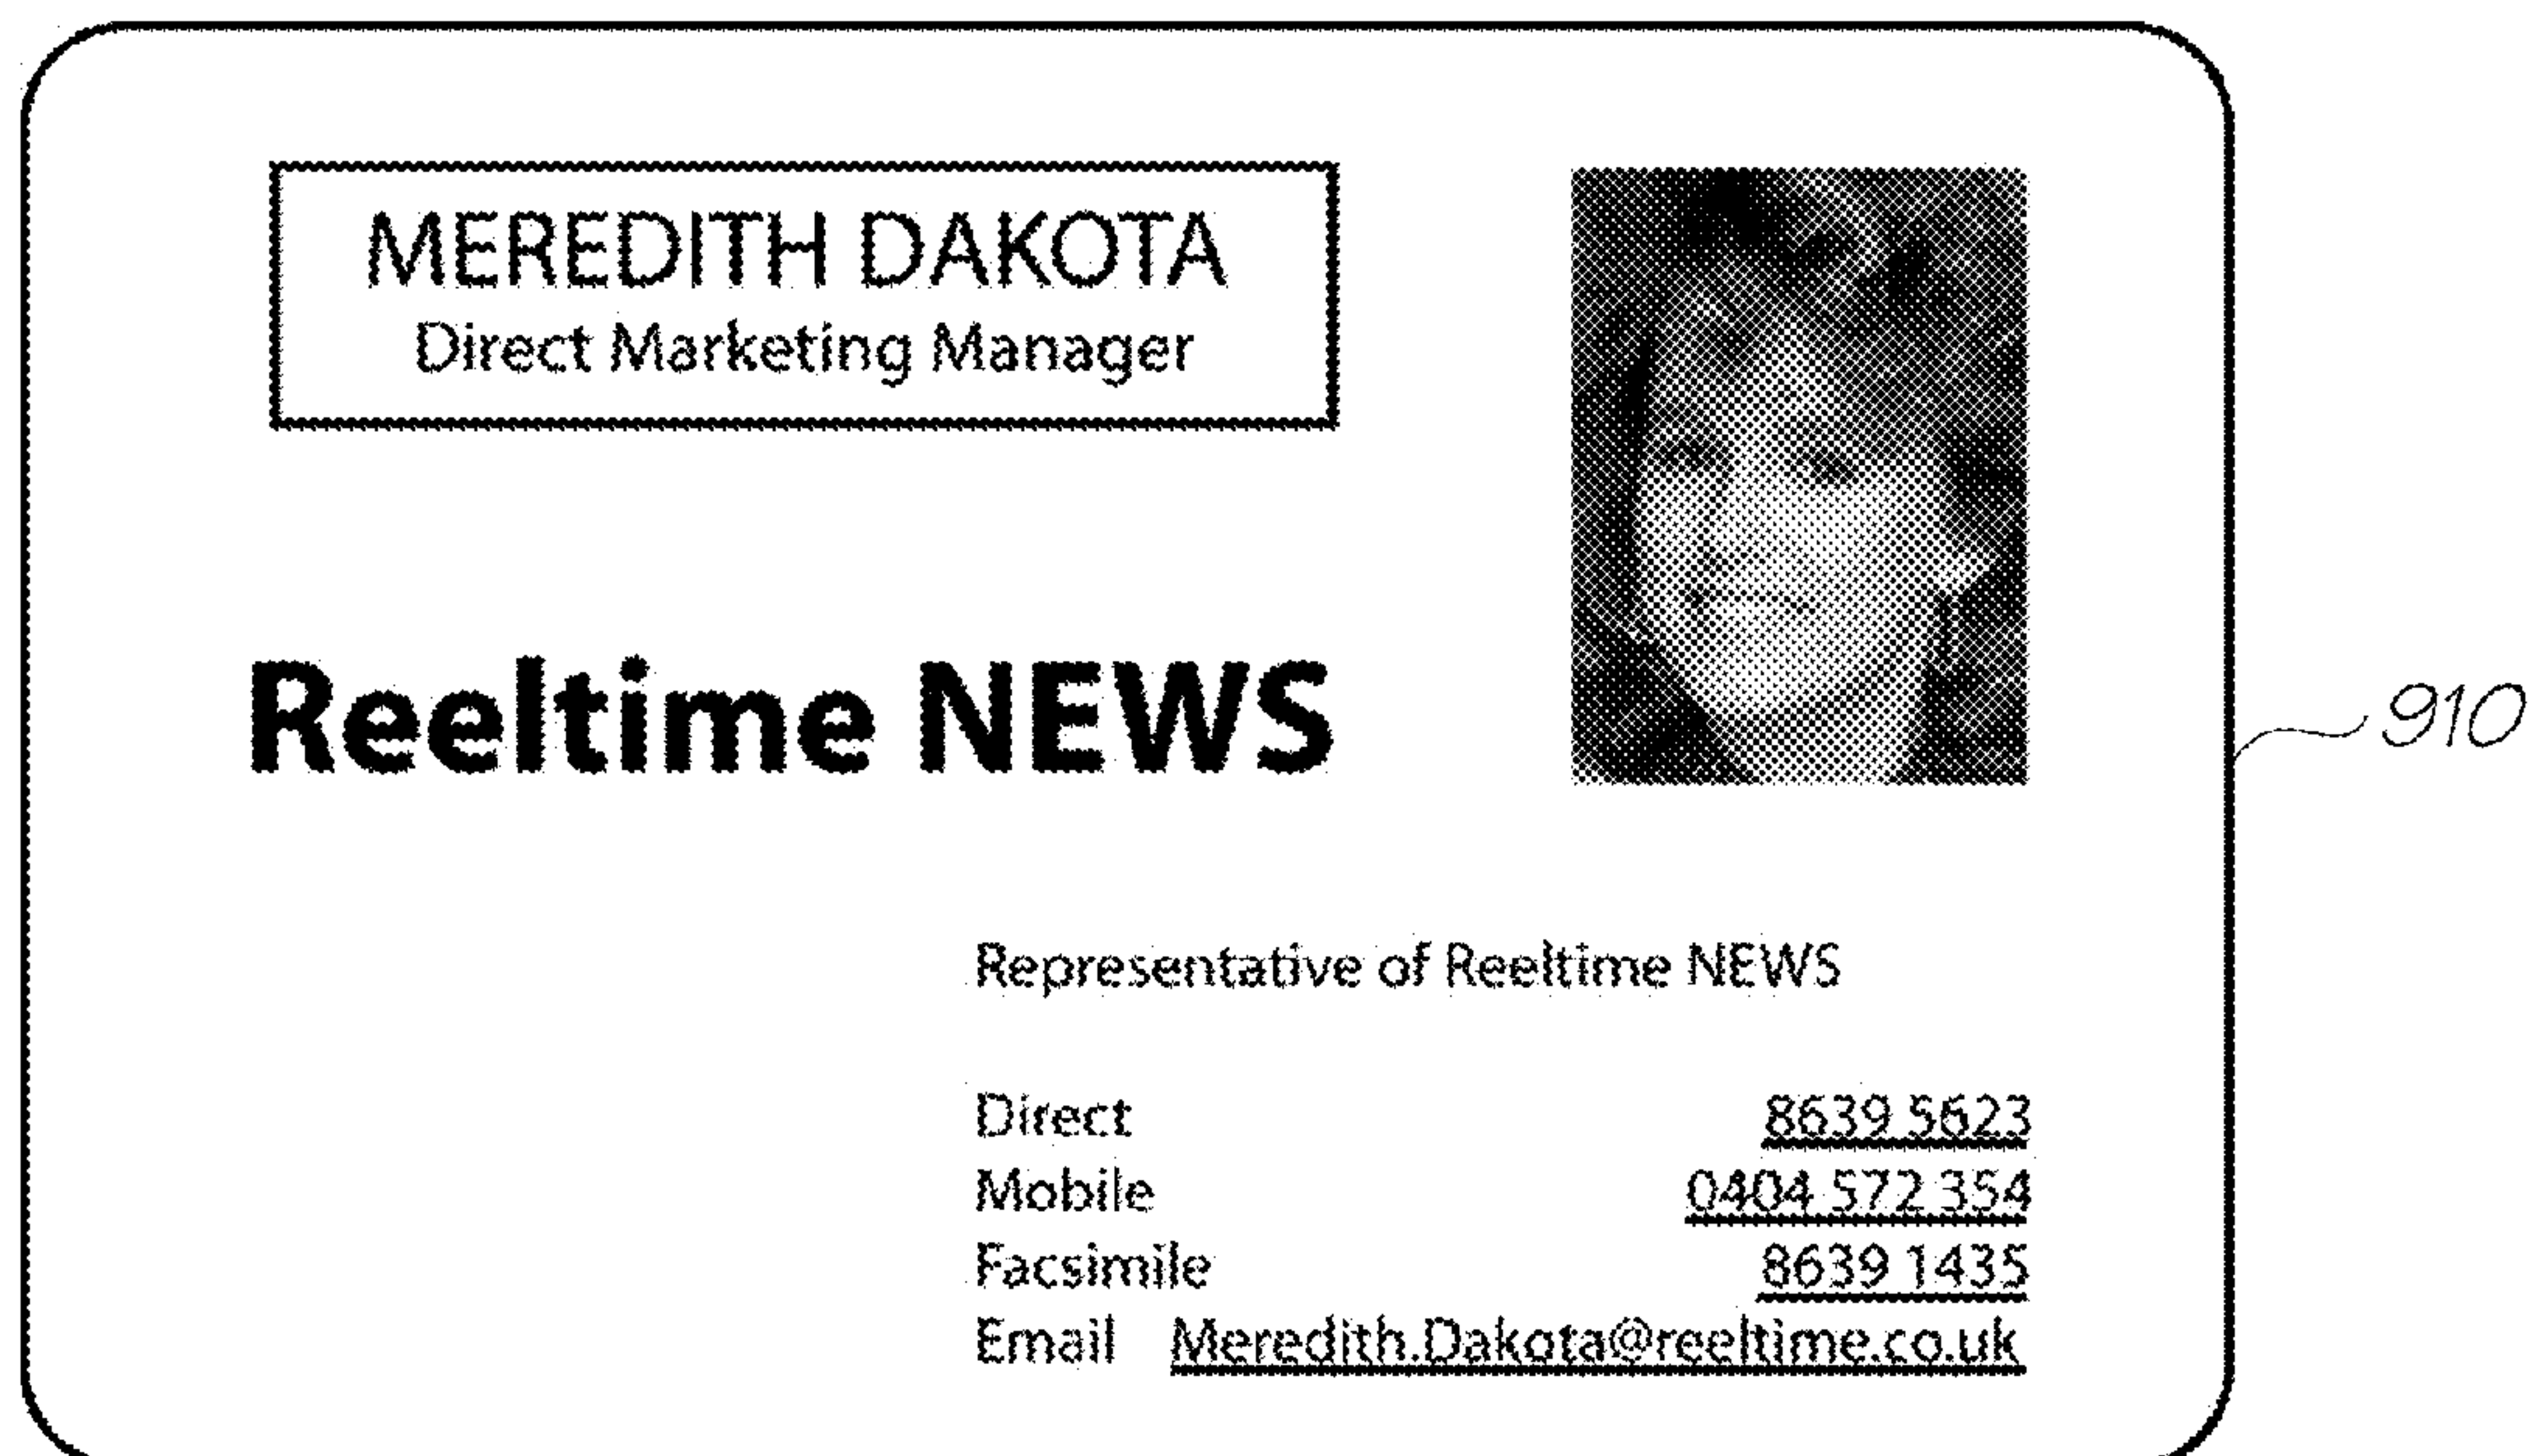 MEREDITH DAKOTA
Direct Marketing Manager
Reeltime NEWS
910
Representative of Reeltime NEWS
Direct 8639 5623
Mobile 0404 572 354
Facsimile 8639 1435
Email Meredith.Dakota@reeltime.co.uk